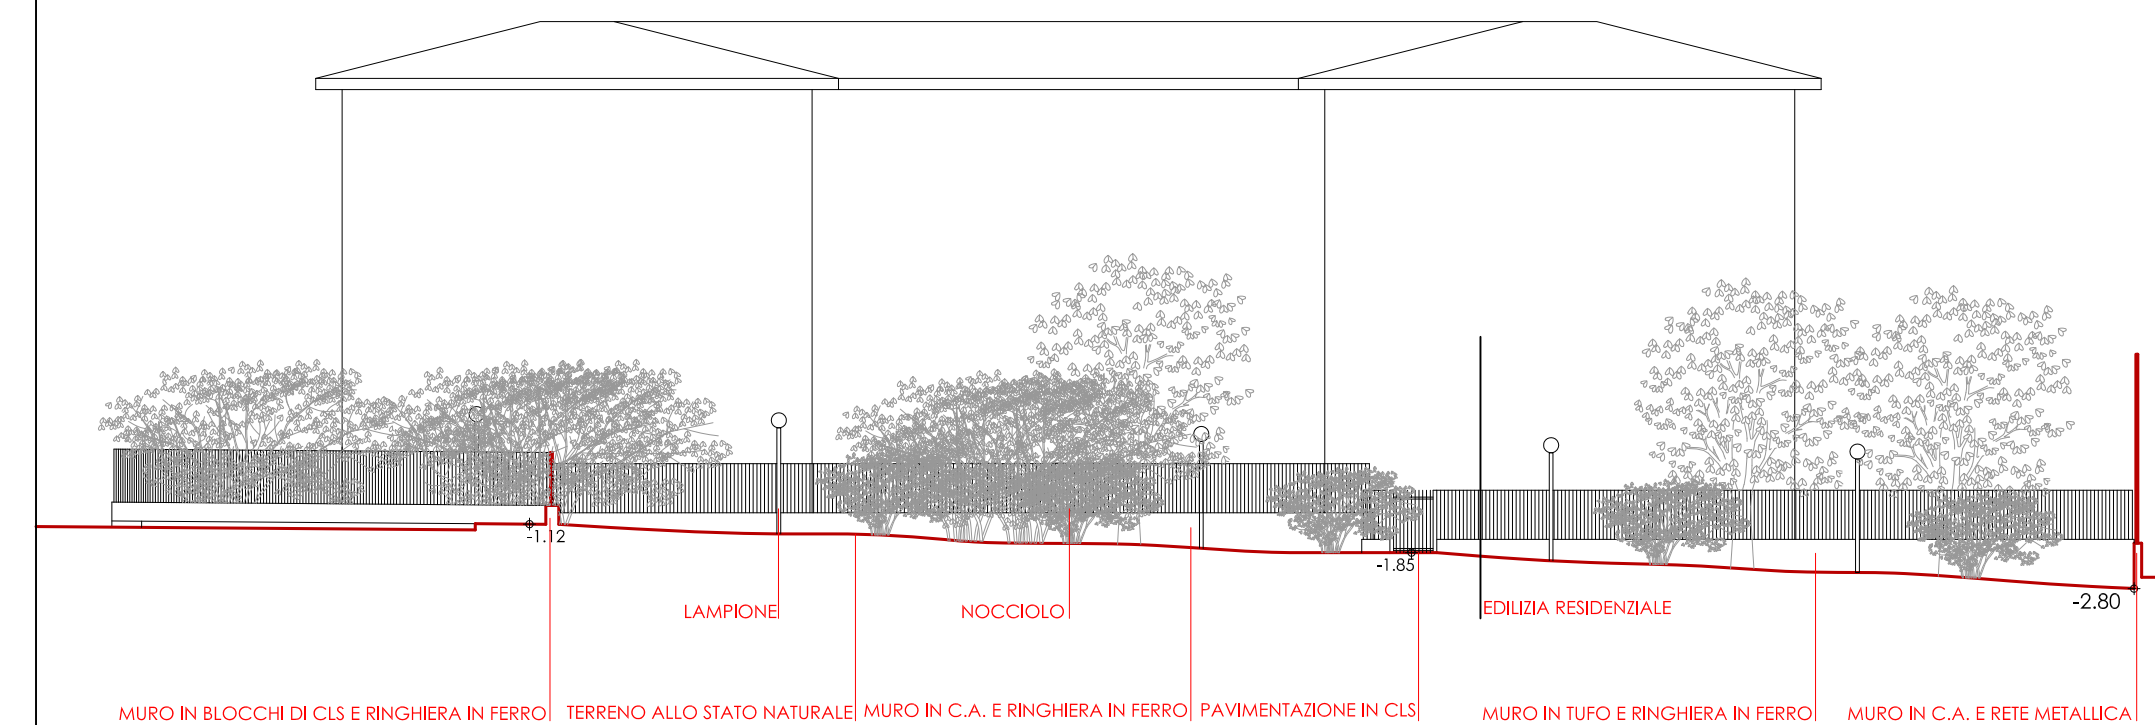 -1.12
-1.85
-2.80
LAMPIONE
NOCCIOLO
EDILIZIA RESIDENZIALE
MURO IN BLOCCHI DI CLS E RINGHIERA IN FERRO
TERRENO ALLO STATO NATURALE
MURO IN C.A. E RINGHIERA IN FERRO
PAVIMENTAZIONE IN CLS
MURO IN TUFO E RINGHIERA IN FERRO
MURO IN C.A. E RETE METALLICA